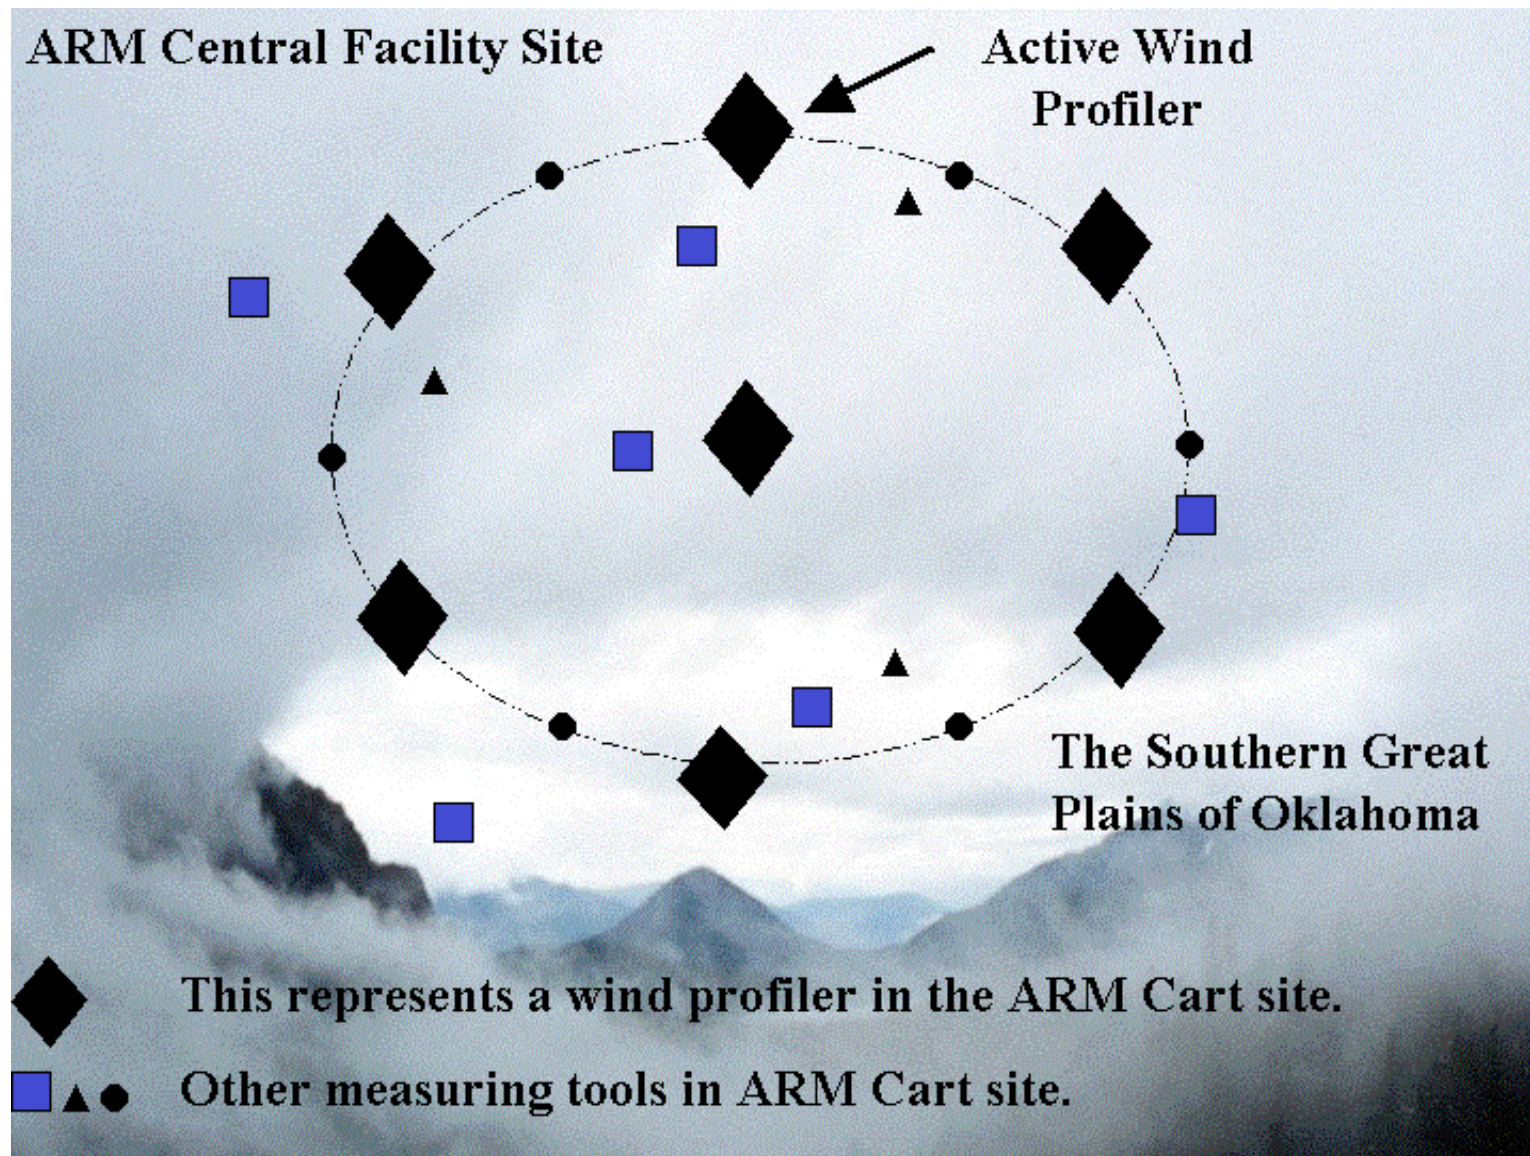 ARM Central Facility Site
Active Wind
Profiler
The Southern Great
Plains of Oklahoma
This represents a wind profiler in the ARM Cart site.
Other measuring tools in ARM Cart site.